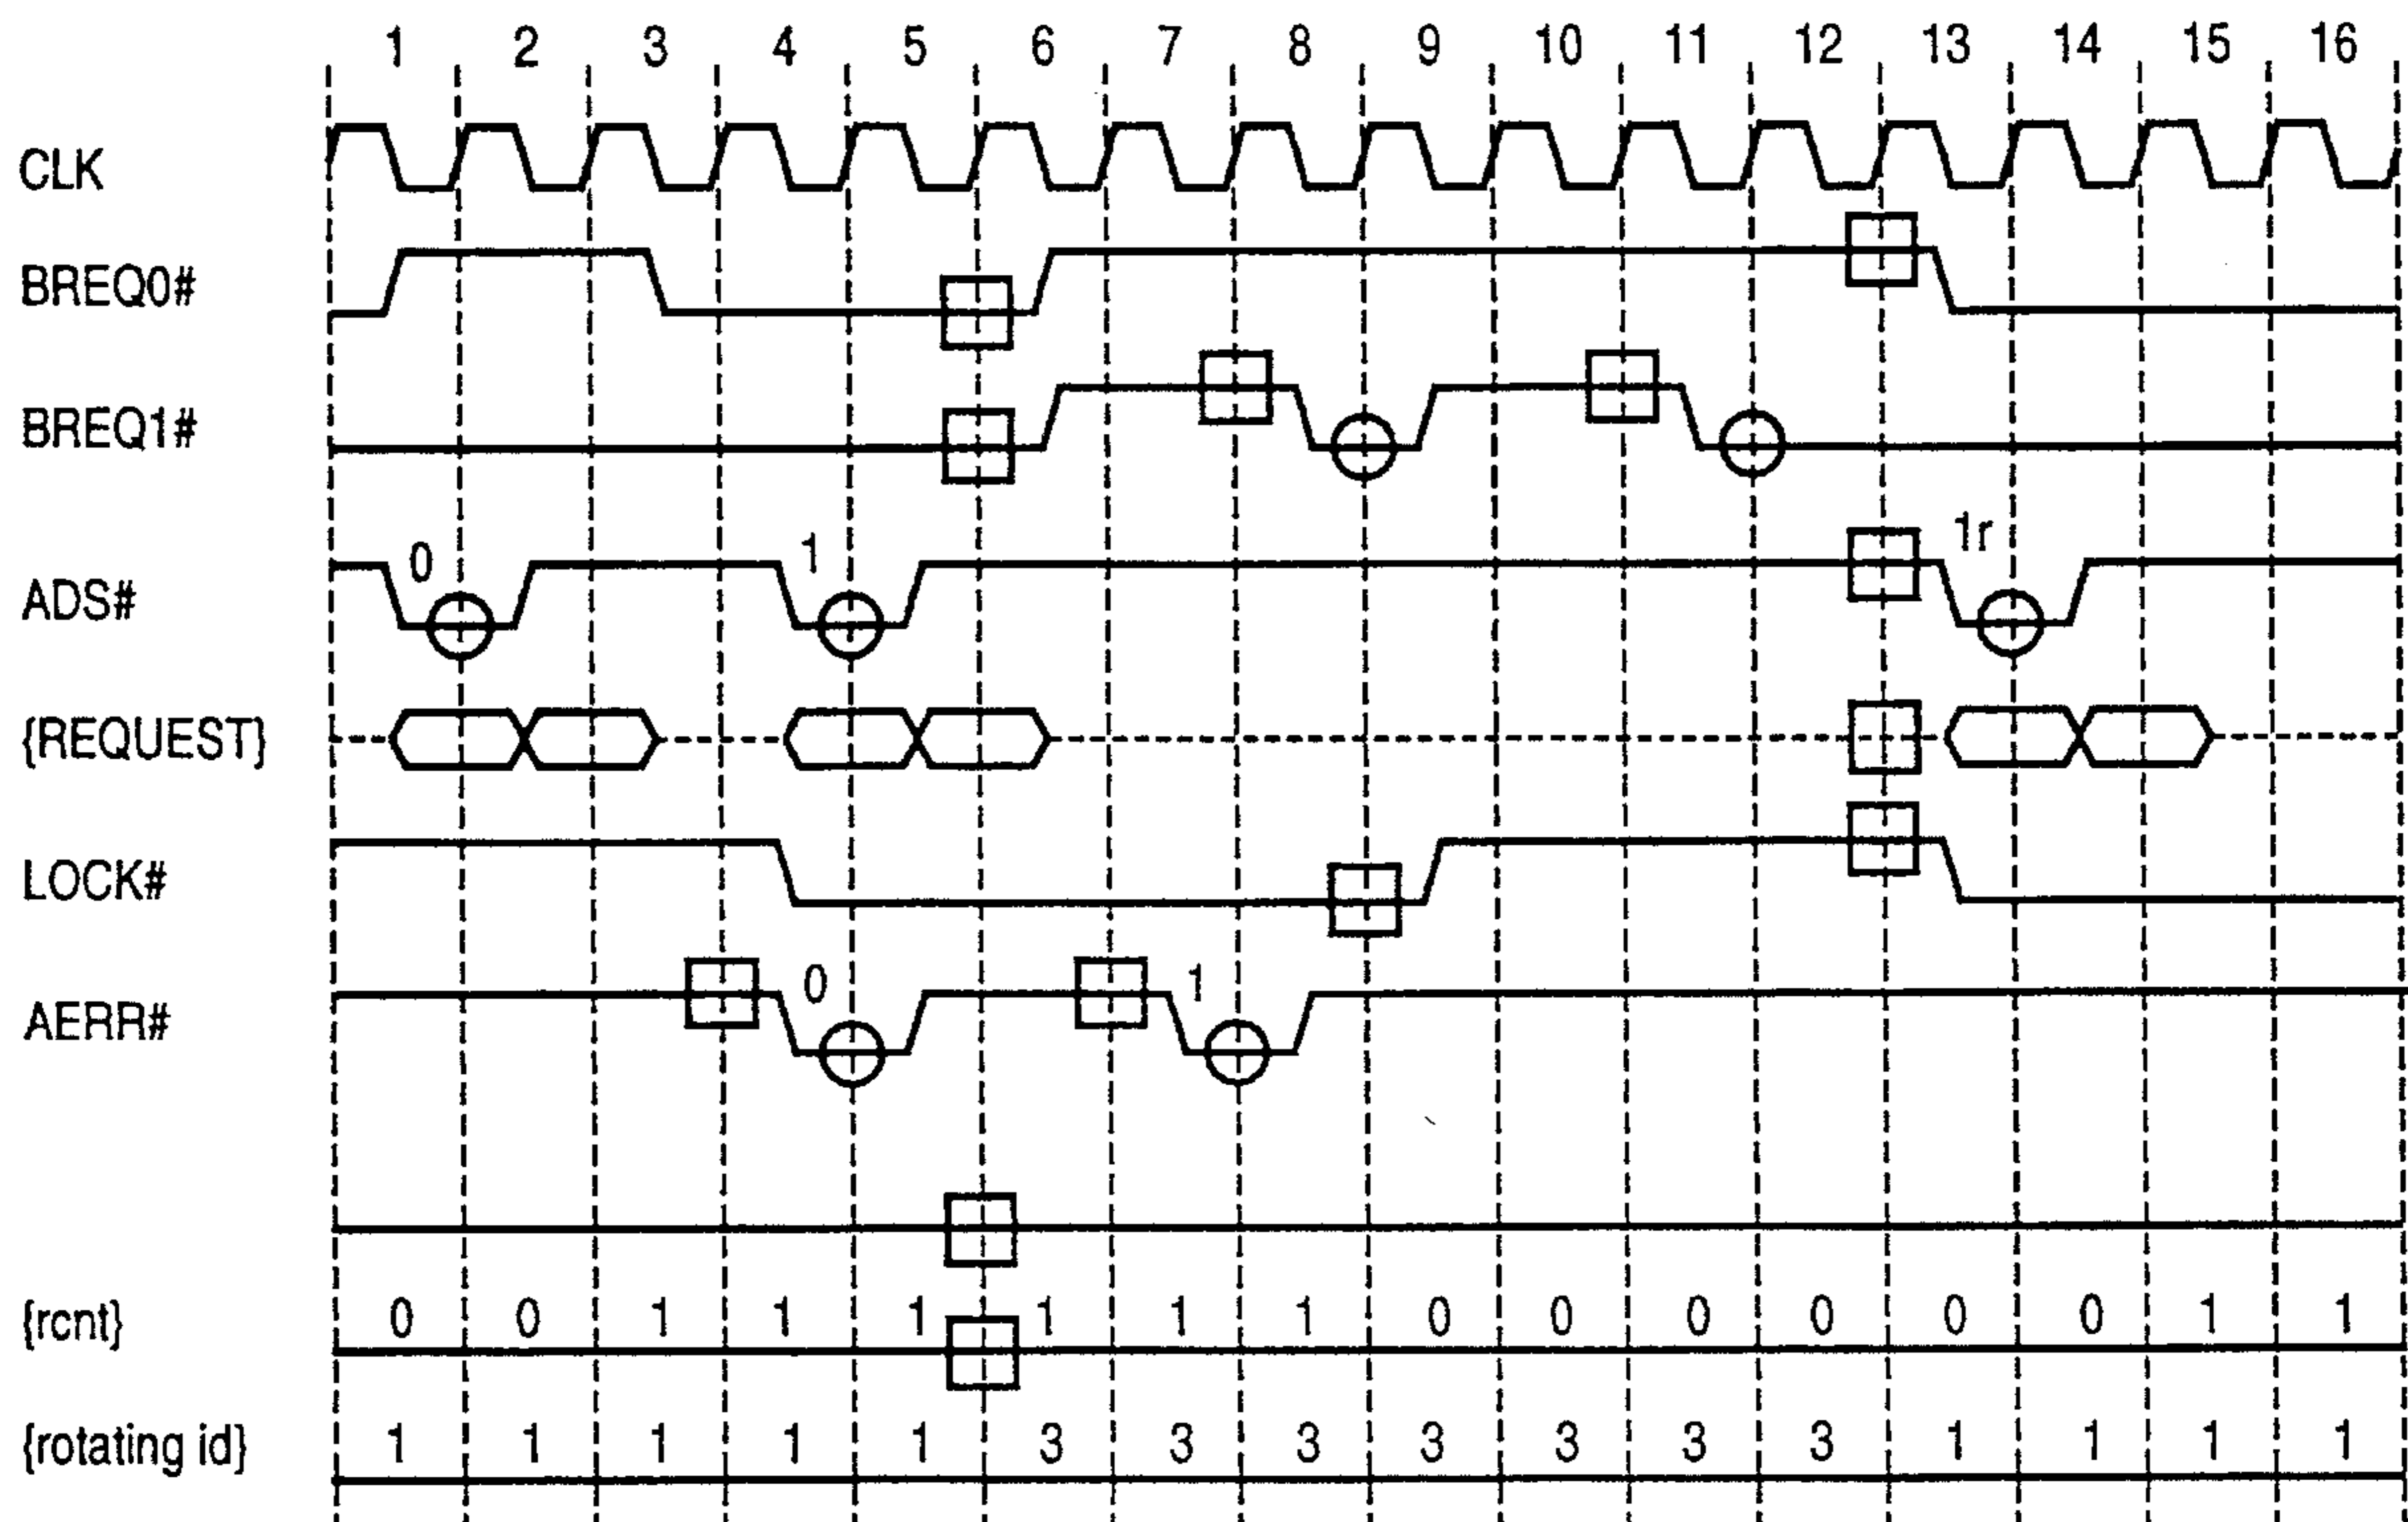 1 2 3 4 5 6 7 8 9 10 11 12 13 14 15 16
CLK
BREQ0#
BREQ1#
ADS# 0 1 1r
{REQUEST}
LOCK#
AERR# 0 1
{rcnt} 0 0 1 1 1 1 1 1 0 0 0 0 0 0 1 1
{rotating id} 1 1 1 1 1 3 3 3 3 3 3 3 1 1 1 1